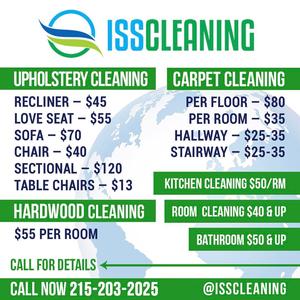 ISSCLEANING
UPHOLSTERY CLEANING
RECLINER – $45
LOVE SEAT – $55
SOFA – $70
CHAIR – $40
SECTIONAL – $120
TABLE CHAIRS – $13
HARDWOOD CLEANING
$55 PER ROOM
CARPET CLEANING
PER FLOOR – $80
PER ROOM – $35
HALLWAY – $25-35
STAIRWAY – $25-35
KITCHEN CLEANING $50/RM
ROOM CLEANING $40 & UP
BATHROOM $50 & UP
CALL FOR DETAILS
CALL NOW 215-203-2025
@ISSCLEANING